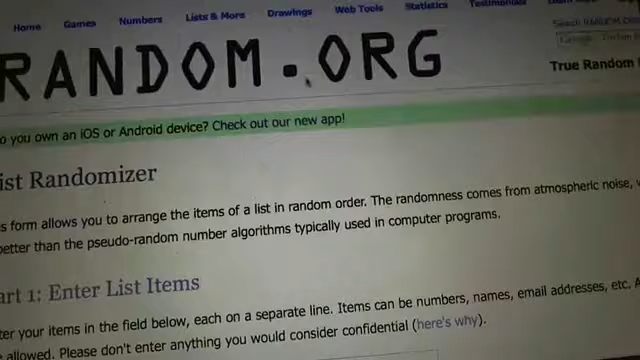 Home Games Numbers Lists & More Drawings Web Tools Statistics Testimonials
Search RANDOM.ORG
RANDOM.ORG
True Random
o you own an iOS or Android device? Check out our new app!
ist Randomizer
s form allows you to arrange the items of a list in random order. The randomness comes from atmospheric noise,
better than the pseudo-random number algorithms typically used in computer programs.
art 1: Enter List Items
ter your items in the field below, each on a separate line. Items can be numbers, names, email addresses, etc. A
allowed. Please don't enter anything you would consider confidential (here's why).